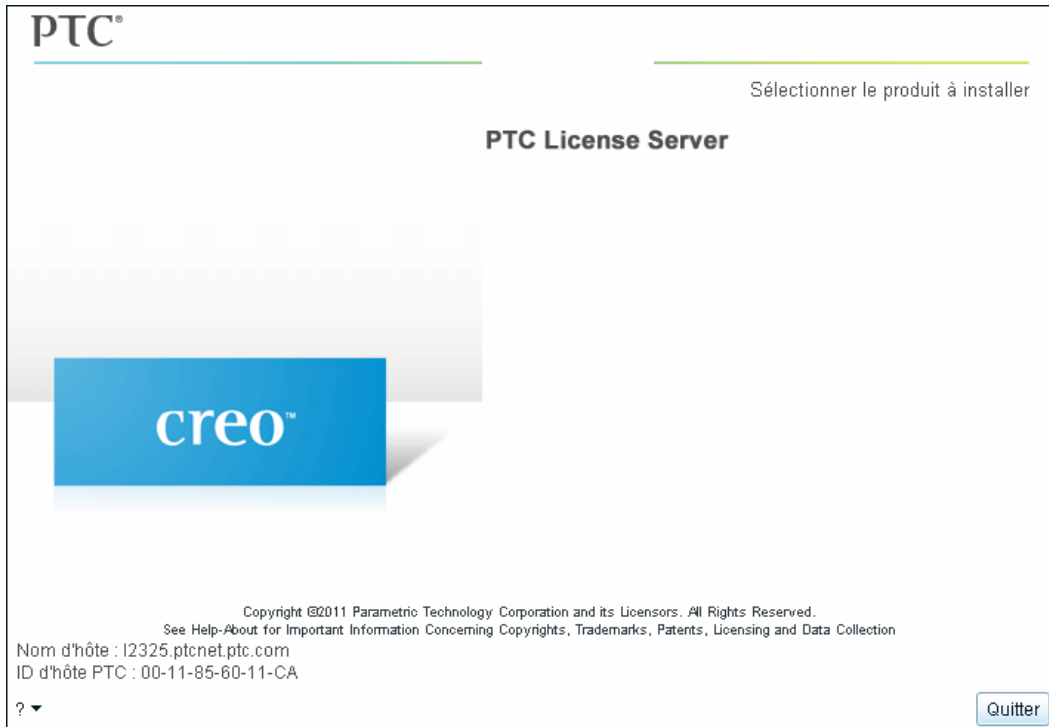 PTC®
Sélectionner le produit à installer
PTC License Server
creo™
Copyright ©2011 Parametric Technology Corporation and its Licensors. All Rights Reserved.
See Help-About for Important Information Concerning Copyrights, Trademarks, Patents, Licensing and Data Collection
Nom d'hôte : l2325.ptcnet.ptc.com
ID d'hôte PTC : 00-11-85-60-11-CA
?
Quitter